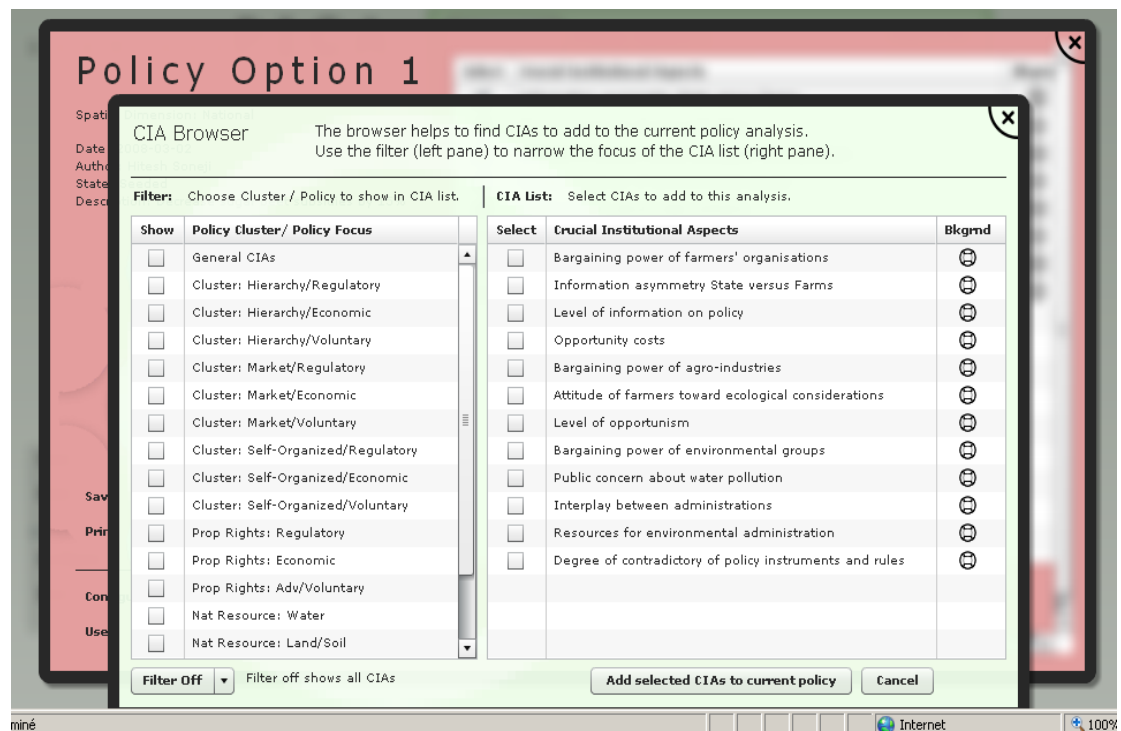 Policy Option 1
Spati
Date
Autho
State
Descr
CIA Browser
The browser helps to find CIAs to add to the current policy analysis.
Use the filter (left pane) to narrow the focus of the CIA list (right pane).
Filter: Choose Cluster / Policy to show in CIA list.
CIA List: Select CIAs to add to this analysis.
Show Policy Cluster/ Policy Focus
General CIAs
Cluster: Hierarchy/Regulatory
Cluster: Hierarchy/Economic
Cluster: Hierarchy/Voluntary
Cluster: Market/Regulatory
Cluster: Market/Economic
Cluster: Market/Voluntary
Cluster: Self-Organized/Regulatory
Cluster: Self-Organized/Economic
Cluster: Self-Organized/Voluntary
Prop Rights: Regulatory
Prop Rights: Economic
Prop Rights: Adv/Voluntary
Nat Resource: Water
Nat Resource: Land/Soil
Select Crucial Institutional Aspects Bkgrnd
Bargaining power of farmers' organisations
Information asymmetry State versus Farms
Level of information on policy
Opportunity costs
Bargaining power of agro-industries
Attitude of farmers toward ecological considerations
Level of opportunism
Bargaining power of environmental groups
Public concern about water pollution
Interplay between administrations
Resources for environmental administration
Degree of contradictory of policy instruments and rules
Sav
Prin
Con
Use
Filter Off Filter off shows all CIAs
Add selected CIAs to current policy Cancel
miné
Internet
100%